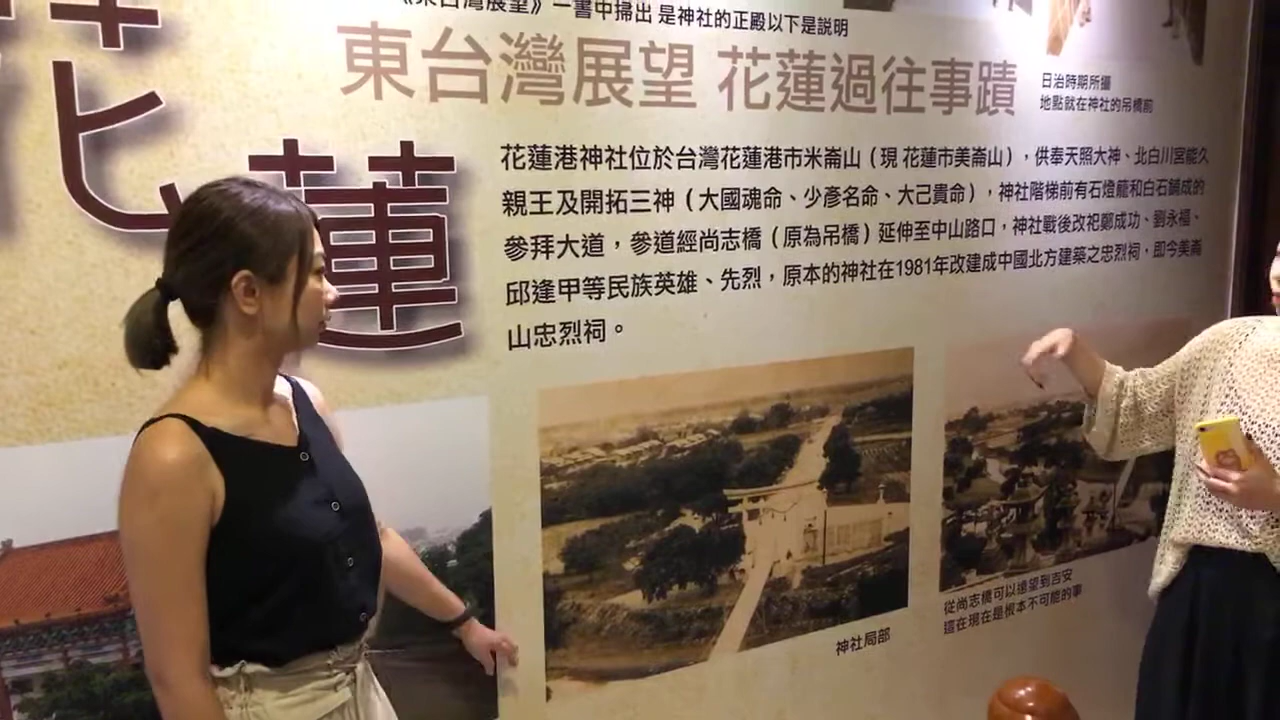 《東台灣展望》一書中掃出 是神社的正殿以下是說明
東台灣展望 花蓮過往事蹟
日治時期所攝
地點就在神社的吊橋前
花蓮
花蓮港神社位於台灣花蓮港市米崙山(現 花蓮市美崙山),供奉天照大神、北白川宮能久
親王及開拓三神(大國魂命、少彥名命、大己貴命),神社階梯前有石燈籠和白石鋪成的
參拜大道,參道經尚志橋(原為吊橋)延伸至中山路口,神社戰後改祀鄭成功、劉永福、
邱逢甲等民族英雄、先烈,原本的神社在1981年改建成中國北方建築之忠烈祠,即今美崙
山忠烈祠。
神社局部
從尚志橋可以遠望到吉安
這在現在是根本不可能的事